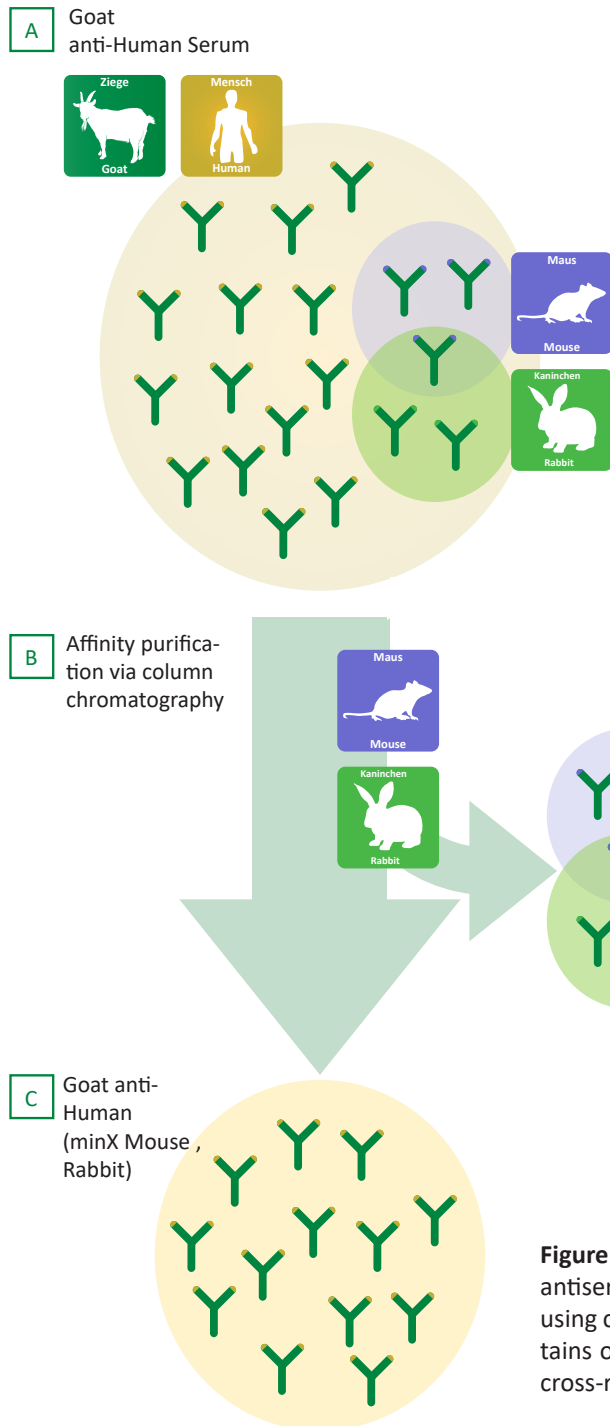 A
Goat
anti-Human Serum
Ziege
Goat
Mensch
Human
Maus
Mouse
Kaninchen
Rabbit
B
Affinity purifica-
tion via column
chromatography
Maus
Mouse
Kaninchen
Rabbit
C
Goat anti-
Human
(minX Mouse ,
Rabbit)
Figure
antiser
using c
tains o
cross-r